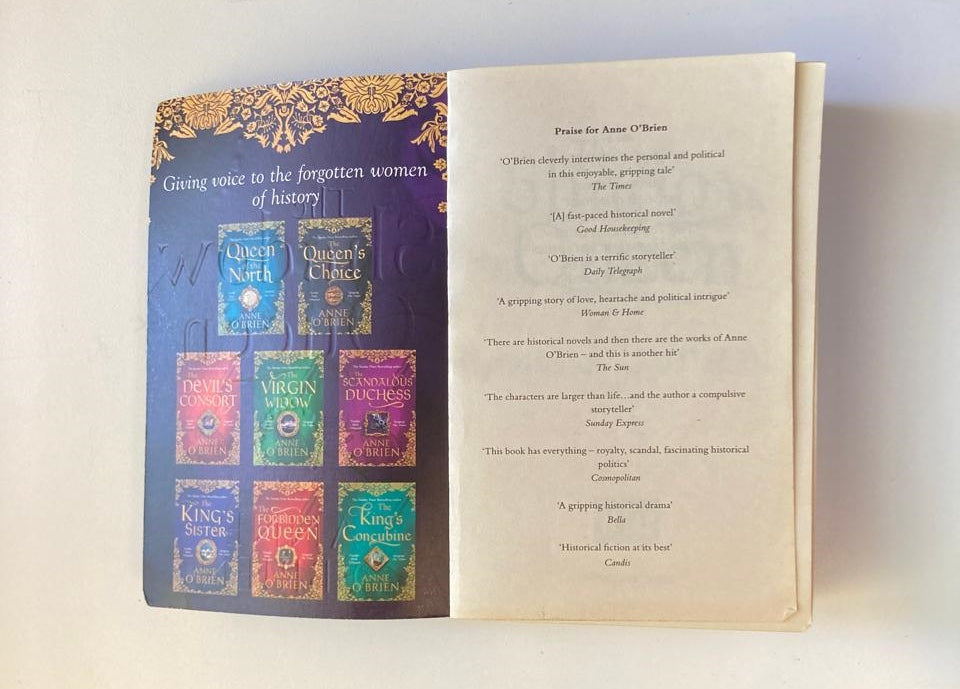 Giving voice to the forgotten women
of history
Queen
of the
North
ANNE
O'BRIEN
The
Queen's
Choice
ANNE
O'BRIEN
The
DEVIL'S
CONSORT
ANNE
O'BRIEN
The
VIRGIN
WIDOW
ANNE
O'BRIEN
The
SCANDALOUS
DUCHESS
ANNE
O'BRIEN
The
KING'S
SISTER
ANNE
O'BRIEN
The
FORBIDDEN
QUEEN
ANNE
O'BRIEN
The
King's
Concubine
ANNE
O'BRIEN
Praise for Anne O'Brien
'O'Brien cleverly intertwines the personal and political
in this enjoyable, gripping tale'
The Times
'[A] fast-paced historical novel'
Good Housekeeping
'O'Brien is a terrific storyteller'
Daily Telegraph
'A gripping story of love, heartache and political intrigue'
Woman & Home
'There are historical novels and then there are the works of Anne
O'Brien – and this is another hit'
The Sun
'The characters are larger than life…and the author a compulsive
storyteller'
Sunday Express
'This book has everything – royalty, scandal, fascinating historical
politics'
Cosmopolitan
'A gripping historical drama'
Bella
'Historical fiction at its best'
Candis